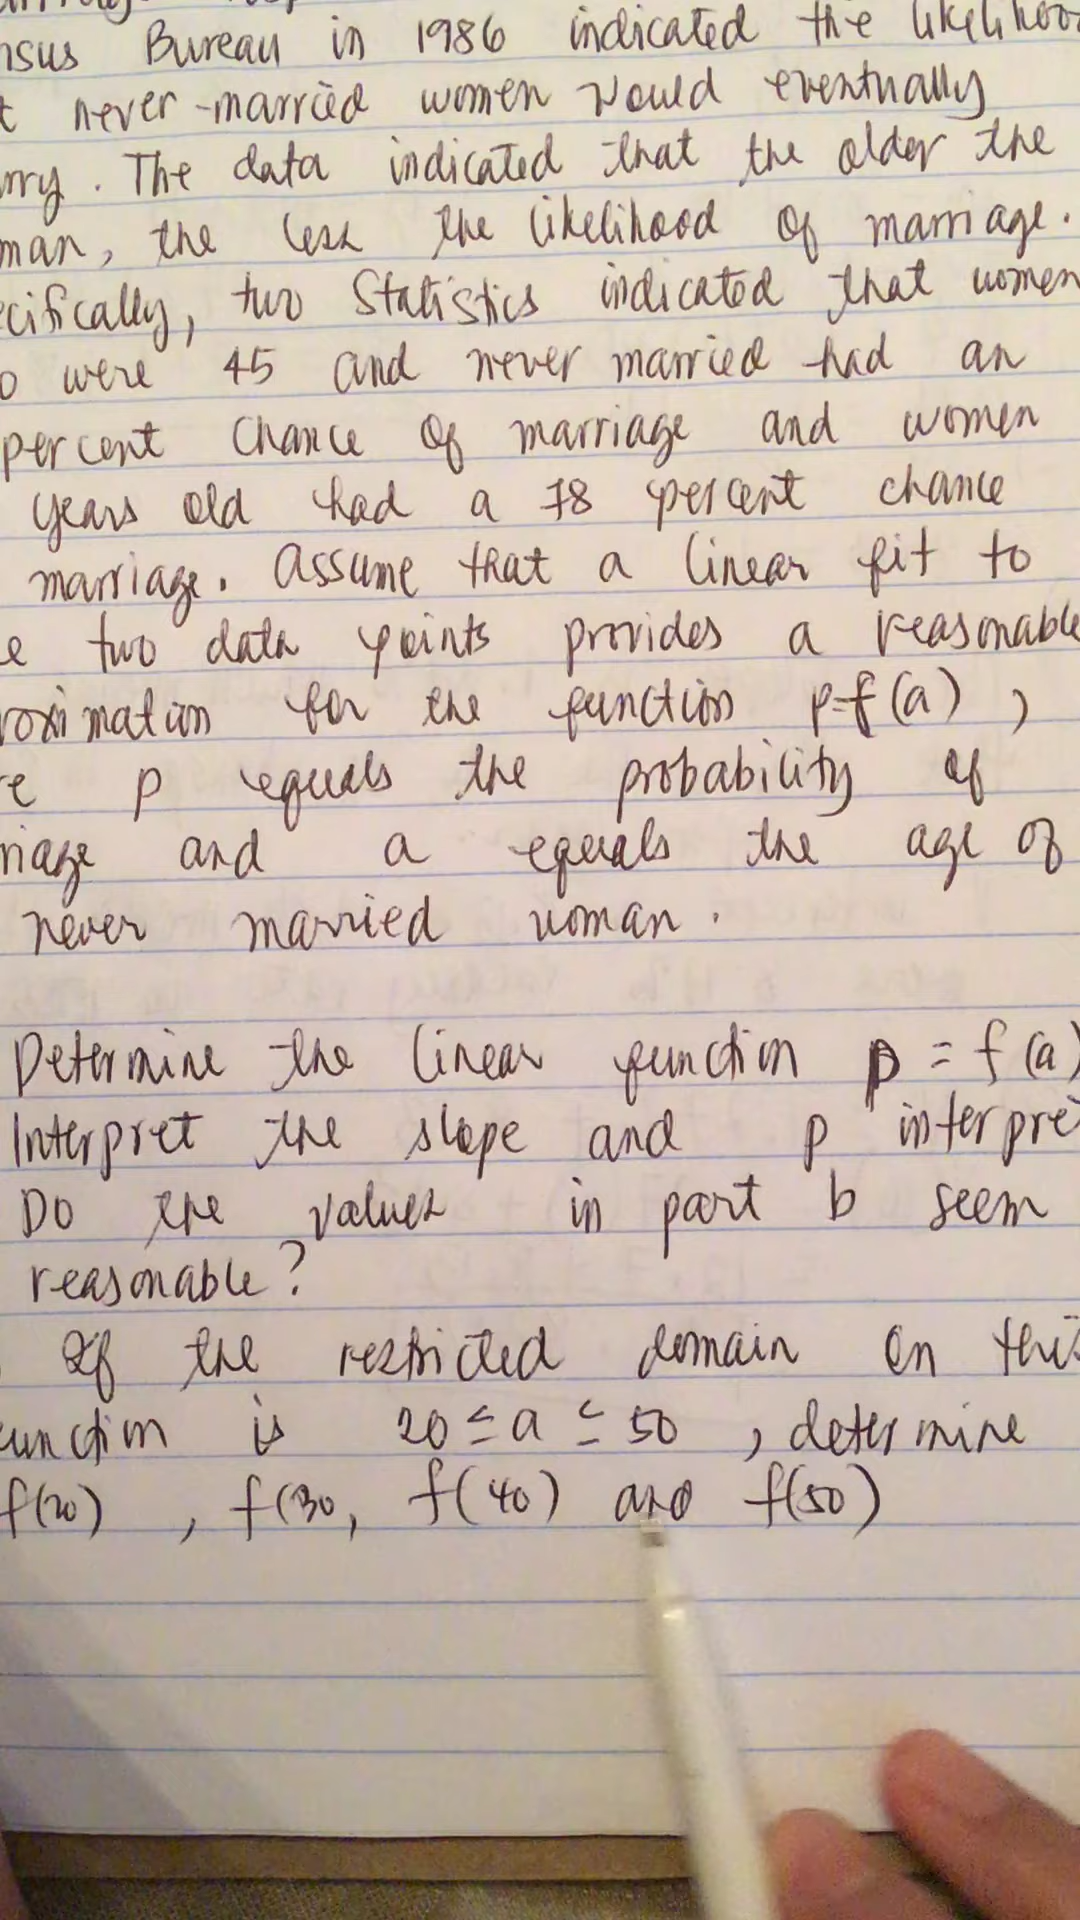 nsus Bureau in 1986 indicated the likelihoo
t never-married women would eventually
rry. The data indicated that the older the
man, the less the likelihood of marriage.
ecifically, two statistics indicated that women
o were 45 and never married had an
percent chance of marriage and women
years old had a 78 percent chance
marriage. Assume that a linear fit to
e two data points provides a reasonable
roximation for the function p=f(a),
re p equals the probability of
riage and a equals the age of
never married woman.
Determine the linear function p = f(a)
Interpret the slope and p interpre
Do the values in part b seem
reasonable?
If the restricted domain on this
unction is 20 ≤ a ≤ 50, determine
f(20), f(30, f(40) and f(50)